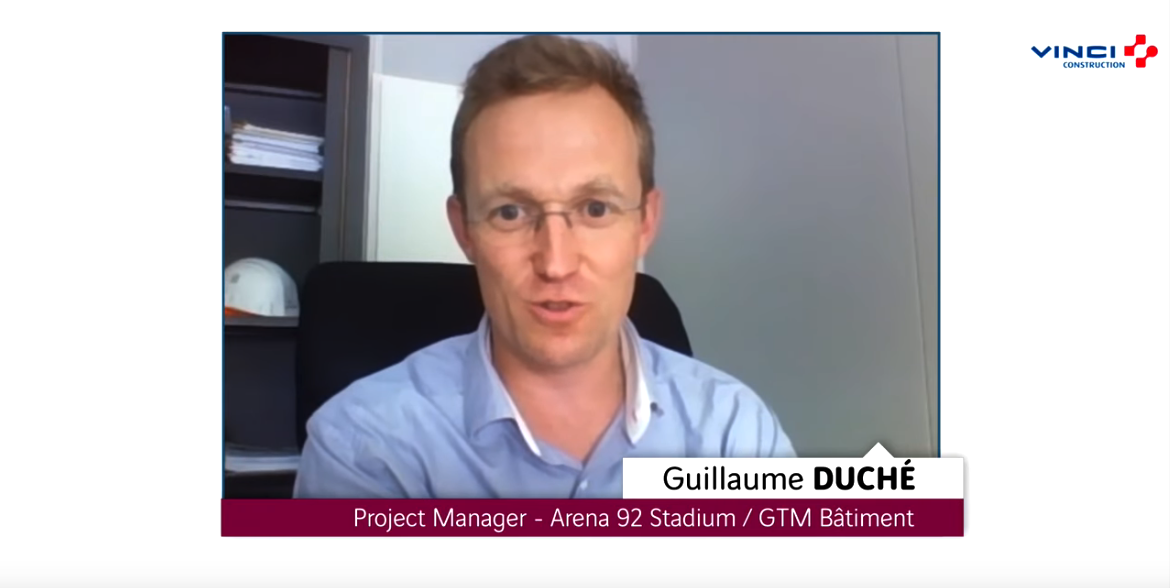 VINCI
CONSTRUCTION
Guillaume DUCHÉ
Project Manager - Arena 92 Stadium / GTM Bâtiment